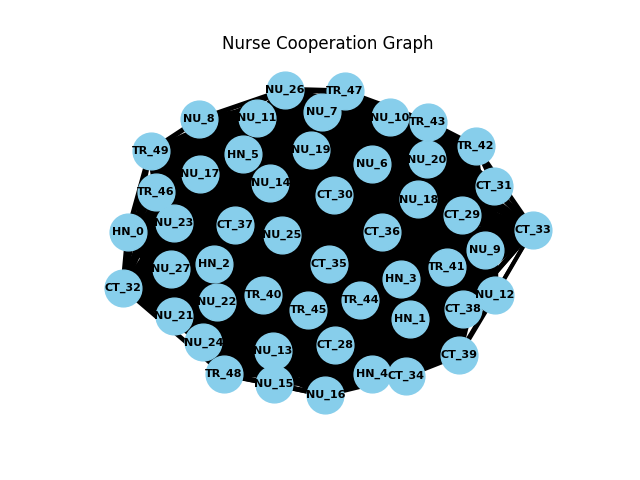 Nurse Cooperation Graph
NU_26
TR_47
NU_8
NU_11
NU_7
NU_10
TR_43
TR_49
HN_5
NU_19
NU_6
NU_20
TR_42
NU_17
NU_14
TR_46
CT_30
NU_18
CT_31
NU_23
CT_37
NU_25
CT_36
CT_29
HN_0
CT_33
NU_9
NU_27
HN_2
CT_35
HN_3
TR_41
CT_32
NU_22
TR_40
TR_45
TR_44
CT_38
NU_12
NU_21
HN_1
NU_24
NU_13
CT_28
CT_39
TR_48
NU_15
NU_16
HN_4
CT_34